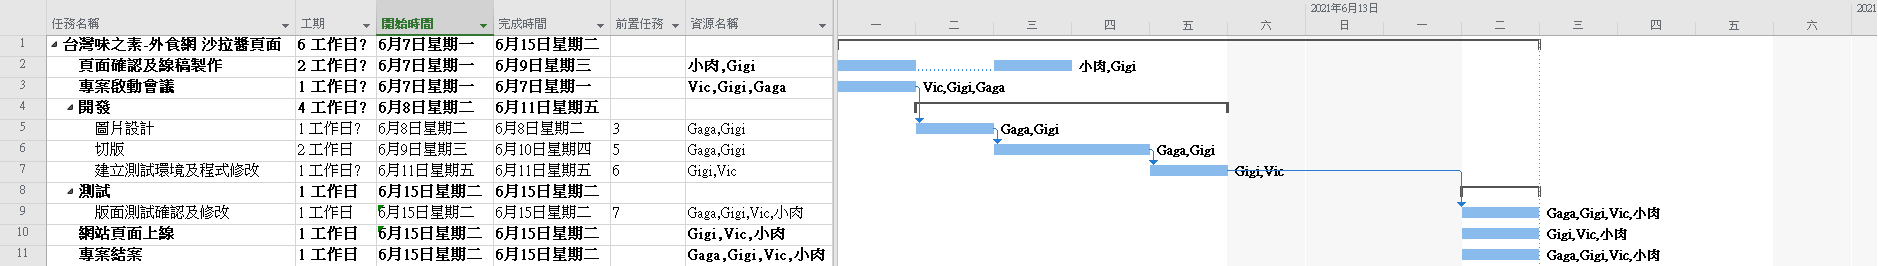 任務名稱 工期 開始時間 完成時間 前置任務 資源名稱
2021年6月13日 2021
一 二 三 四 五 六 日 一 二 三 四 五 六 日
1 台灣味之素-外食網 沙拉醬頁面 6 工作日? 6月7日星期一 6月15日星期二
2 頁面確認及線稿製作 2 工作日? 6月7日星期一 6月9日星期三 小肉,Gigi 小肉,Gigi
3 專案啟動會議 1 工作日? 6月7日星期一 6月7日星期一 Vic,Gigi,Gaga Vic,Gigi,Gaga
4 開發 4 工作日? 6月8日星期二 6月11日星期五
5 圖片設計 1 工作日? 6月8日星期二 6月8日星期二 3 Gaga,Gigi Gaga,Gigi
6 切版 2 工作日 6月9日星期三 6月10日星期四 5 Gaga,Gigi Gaga,Gigi
7 建立測試環境及程式修改 1 工作日? 6月11日星期五 6月11日星期五 6 Gigi,Vic Gigi,Vic
8 測試 1 工作日 6月15日星期二 6月15日星期二
9 版面測試確認及修改 1 工作日 6月15日星期二 6月15日星期二 7 Gaga,Gigi,Vic,小肉 Gaga,Gigi,Vic,小肉
10 網站頁面上線 1 工作日 6月15日星期二 6月15日星期二 Gigi,Vic,小肉 Gigi,Vic,小肉
11 專案結案 1 工作日 6月15日星期二 6月15日星期二 Gaga,Gigi,Vic,小肉 Gaga,Gigi,Vic,小肉